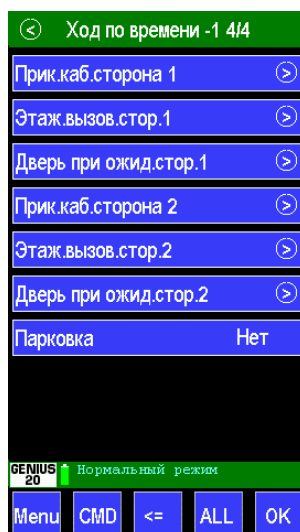 Ход по времени -1 4/4
Прик.каб.сторона 1
Этаж.вызов.стор.1
Дверь при ожид.стор.1
Прик.каб.сторона 2
Этаж.вызов.стор.2
Дверь при ожид.стор.2
Парковка Нет
GENIUS 20 Нормальный режим
Menu CMD <= ALL OK